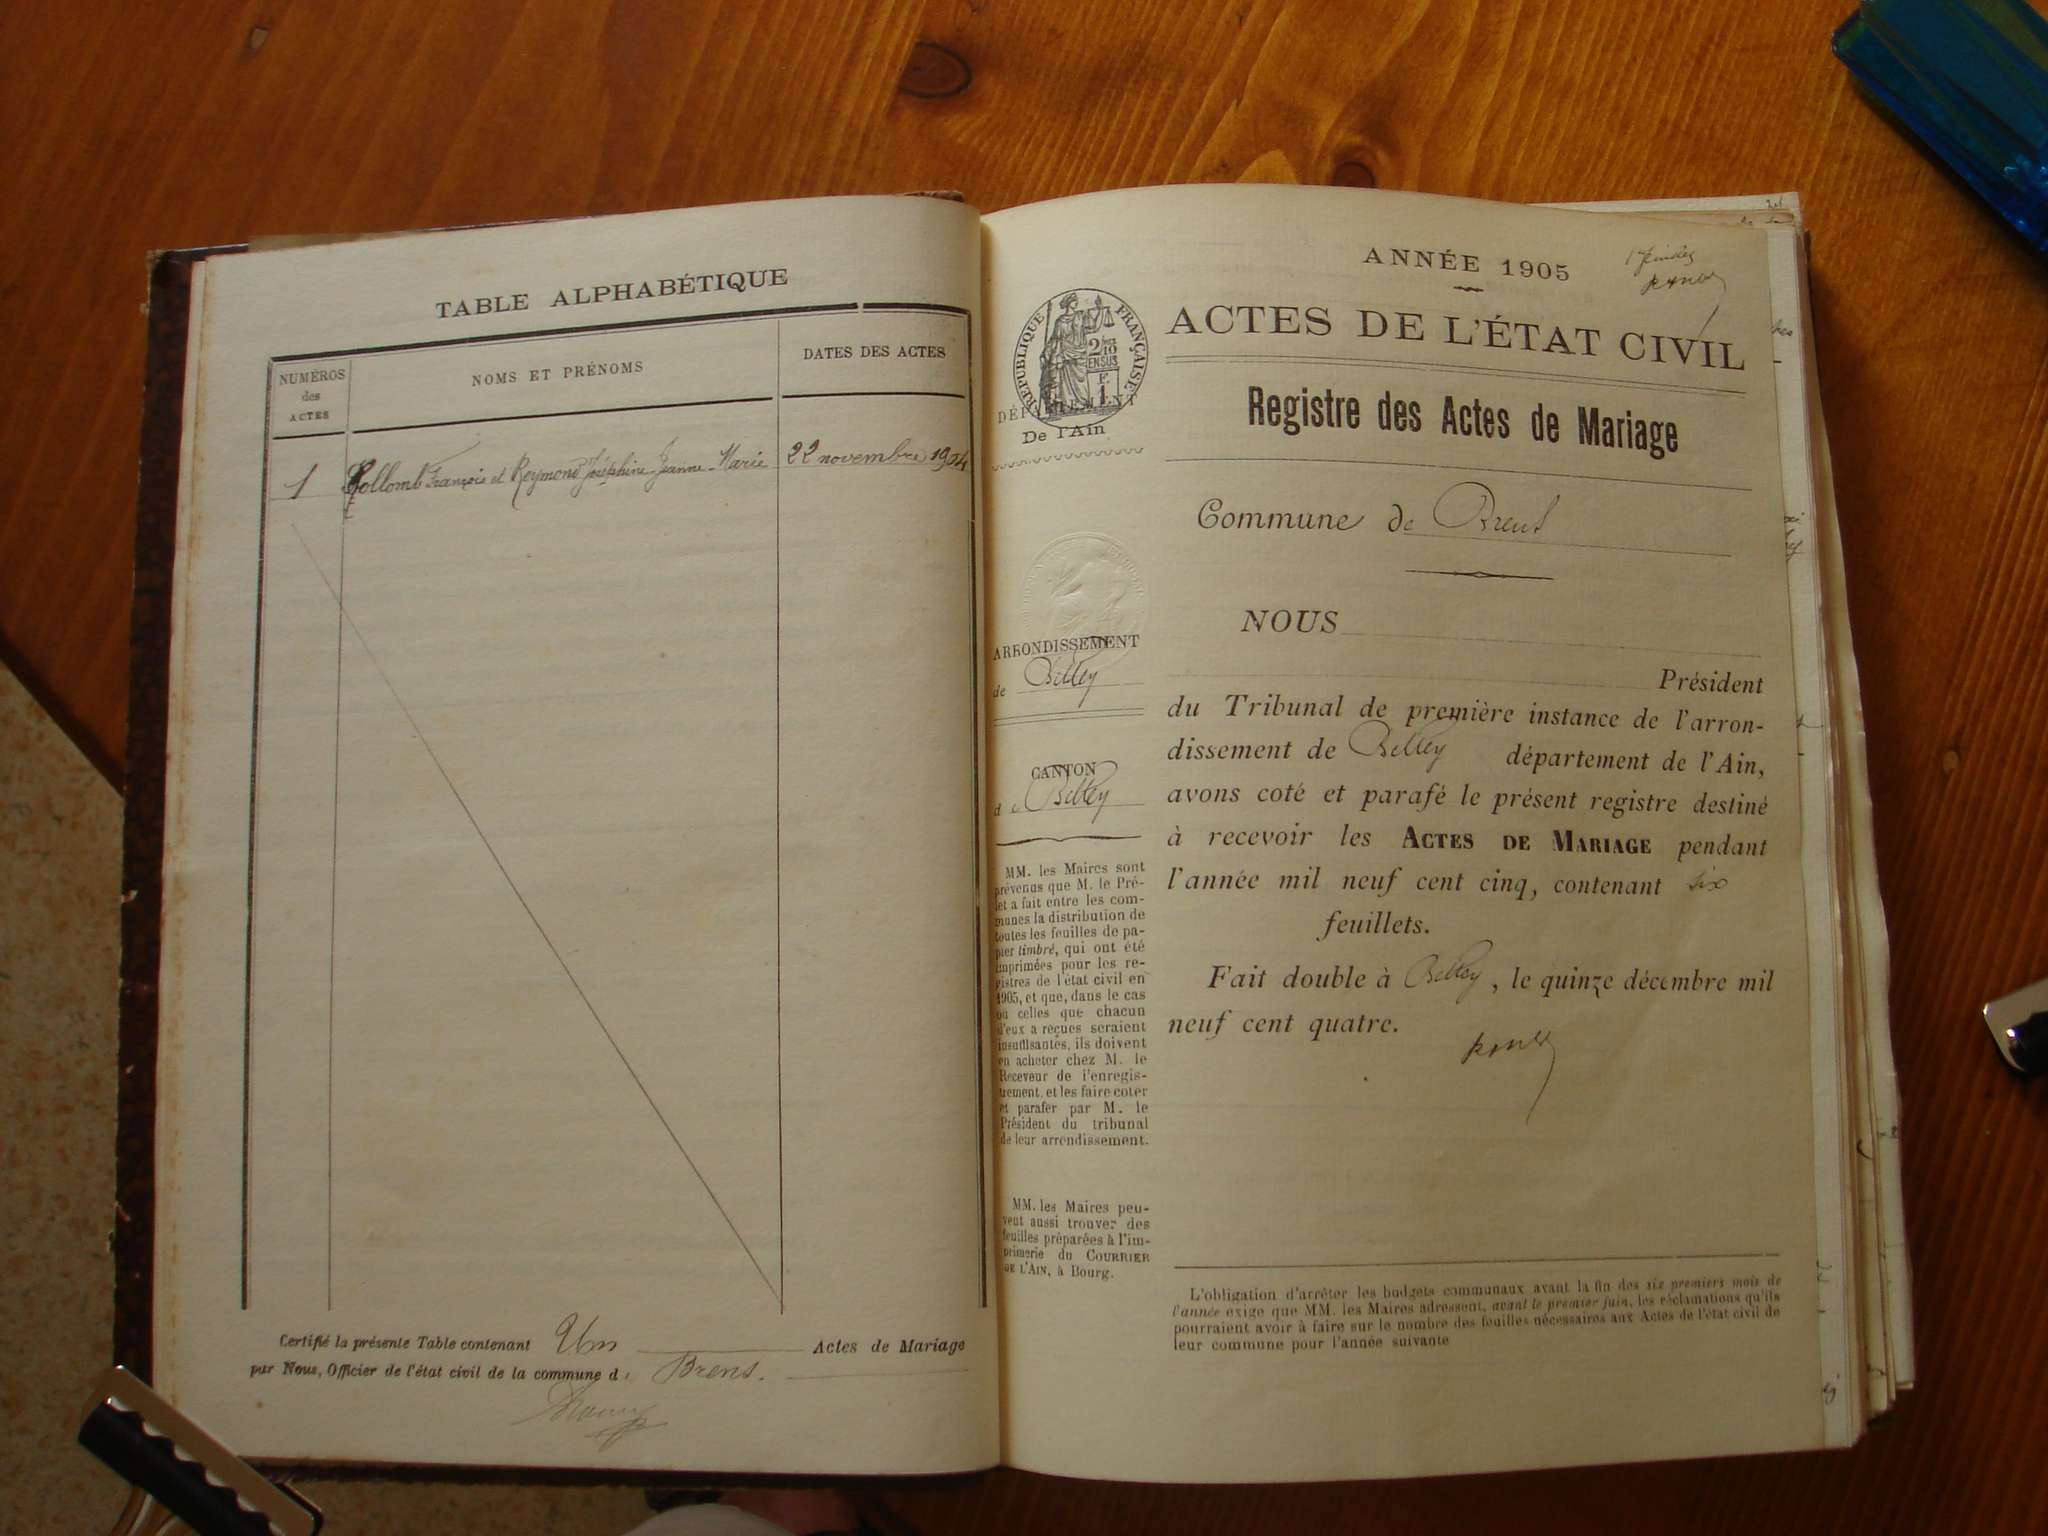 TABLE ALPHABÉTIQUE
NUMÉROS des ACTES
NOMS ET PRÉNOMS
DATES DES ACTES
1 Collomb François et Reymond Joséphine-Jeanne-Marie 22 novembre 1904
Certifié la présente Table contenant Un Actes de Mariage
par Nous, Officier de l'état civil de la commune de Brens.
ANNÉE 1905
ACTES DE L'ÉTAT CIVIL
RÉPUBLIQUE FRANÇAISE
2/10 EN SUS
F. 1
DÉPARTEMENT
De l'Ain
Registre des Actes de Mariage
Commune de Brens
ARRONDISSEMENT
de Belley
CANTON
de Belley
MM. les Maires sont
prévenus que M. le Pré-
fet a fait entre les com-
munes la distribution de
toutes les feuilles de pa-
pier timbré, qui ont été
imprimées pour les re-
gistres de l'état civil en
1905, et que, dans le cas
où celles que chacun
d'eux a reçues seraient
insuffisantes, ils doivent
en acheter chez M. le
Receveur de l'enregis-
trement, et les faire coter
et parafer par M. le
Président du tribunal
de leur arrondissement.
MM. les Maires peu-
vent aussi trouver des
feuilles préparées à l'im-
primerie du COURRIER
DE L'AIN, à Bourg.
NOUS
Président
du Tribunal de première instance de l'arron-
dissement de Belley département de l'Ain,
avons coté et parafé le présent registre destiné
à recevoir les ACTES DE MARIAGE pendant
l'année mil neuf cent cinq, contenant six
feuillets.
Fait double à Belley, le quinze décembre mil
neuf cent quatre.
L'obligation d'arrêter les budgets communaux avant la fin des six premiers mois de
l'année exige que MM. les Maires adressent, avant le premier juin, les réclamations qu'ils
pourraient avoir à faire sur le nombre des feuilles nécessaires aux Actes de l'état civil de
leur commune pour l'année suivante